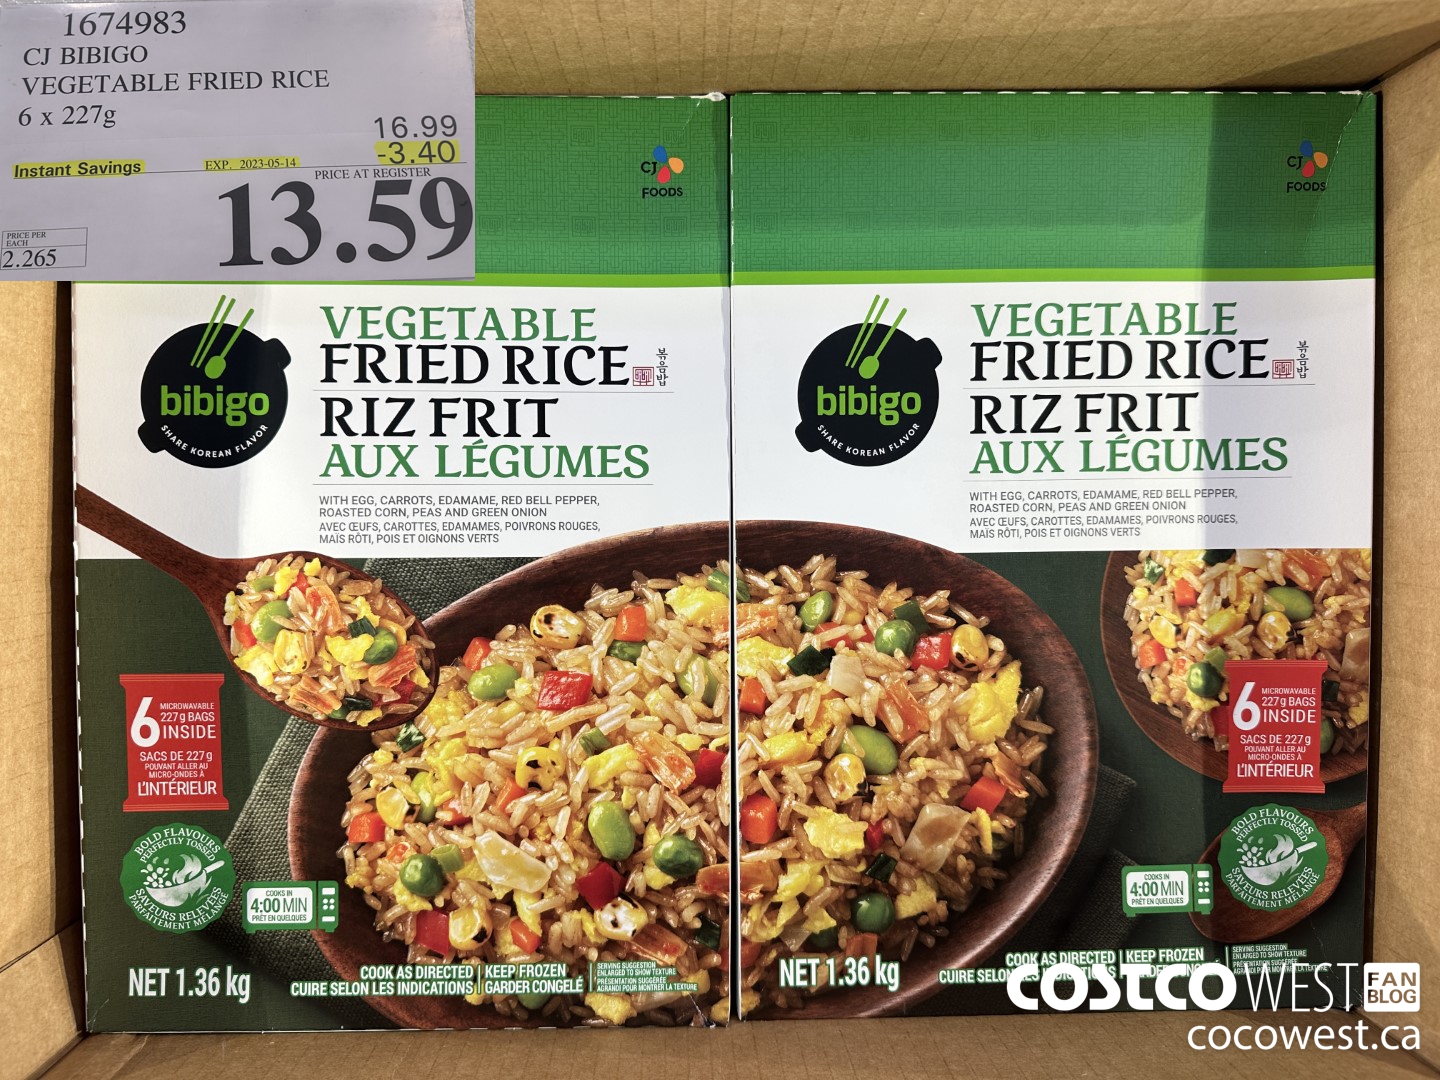 1674983
CJ BIBIGO
VEGETABLE FRIED RICE
6 x 227g
16.99
-3.40
Instant Savings
EXP. 2023-05-14
PRICE AT REGISTER
13.59
PRICE PER
EACH
2.265
CJ
FOODS
bibigo
SHARE KOREAN FLAVOR
VEGETABLE
FRIED RICE
볶음밥
RIZ FRIT
AUX LÉGUMES
WITH EGG, CARROTS, EDAMAME, RED BELL PEPPER,
ROASTED CORN, PEAS AND GREEN ONION
AVEC ŒUFS, CAROTTES, EDAMAMES, POIVRONS ROUGES,
MAÏS RÔTI, POIS ET OIGNONS VERTS
6 MICROWAVABLE
227 g BAGS
INSIDE
SACS DE 227 g
POUVANT ALLER AU
MICRO-ONDES À
L'INTÉRIEUR
BOLD FLAVOURS
PERFECTLY TOSSED
SAVEURS RELEVÉES
PARFAITEMENT MÉLANGÉ
COOKS IN
4:00 MIN
PRÊT EN QUELQUES
NET 1.36 kg
COOK AS DIRECTED
CUIRE SELON LES INDICATIONS
KEEP FROZEN
GARDER CONGELÉ
SERVING SUGGESTION
ENLARGED TO SHOW TEXTURE
PRÉSENTATION SUGGÉRÉE
AGRANDI POUR MONTRER LA TEXTURE
CJ
FOODS
bibigo
SHARE KOREAN FLAVOR
VEGETABLE
FRIED RICE
볶음밥
RIZ FRIT
AUX LÉGUMES
WITH EGG, CARROTS, EDAMAME, RED BELL PEPPER,
ROASTED CORN, PEAS AND GREEN ONION
AVEC ŒUFS, CAROTTES, EDAMAMES, POIVRONS ROUGES,
MAÏS RÔTI, POIS ET OIGNONS VERTS
6 MICROWAVABLE
227 g BAGS
INSIDE
SACS DE 227 g
POUVANT ALLER AU
MICRO-ONDES À
L'INTÉRIEUR
BOLD FLAVOURS
PERFECTLY TOSSED
SAVEURS RELEVÉES
PARFAITEMENT MÉLANGÉ
COOKS IN
4:00 MIN
PRÊT EN QUELQUES
NET 1.36 kg
COOK AS DIRECTED
CUIRE SELON
KEEP FROZEN
SERVING SUGGESTION
ENLARGED TO SHOW TEXTURE
COSTCO WEST FAN BLOG
cocowest.ca